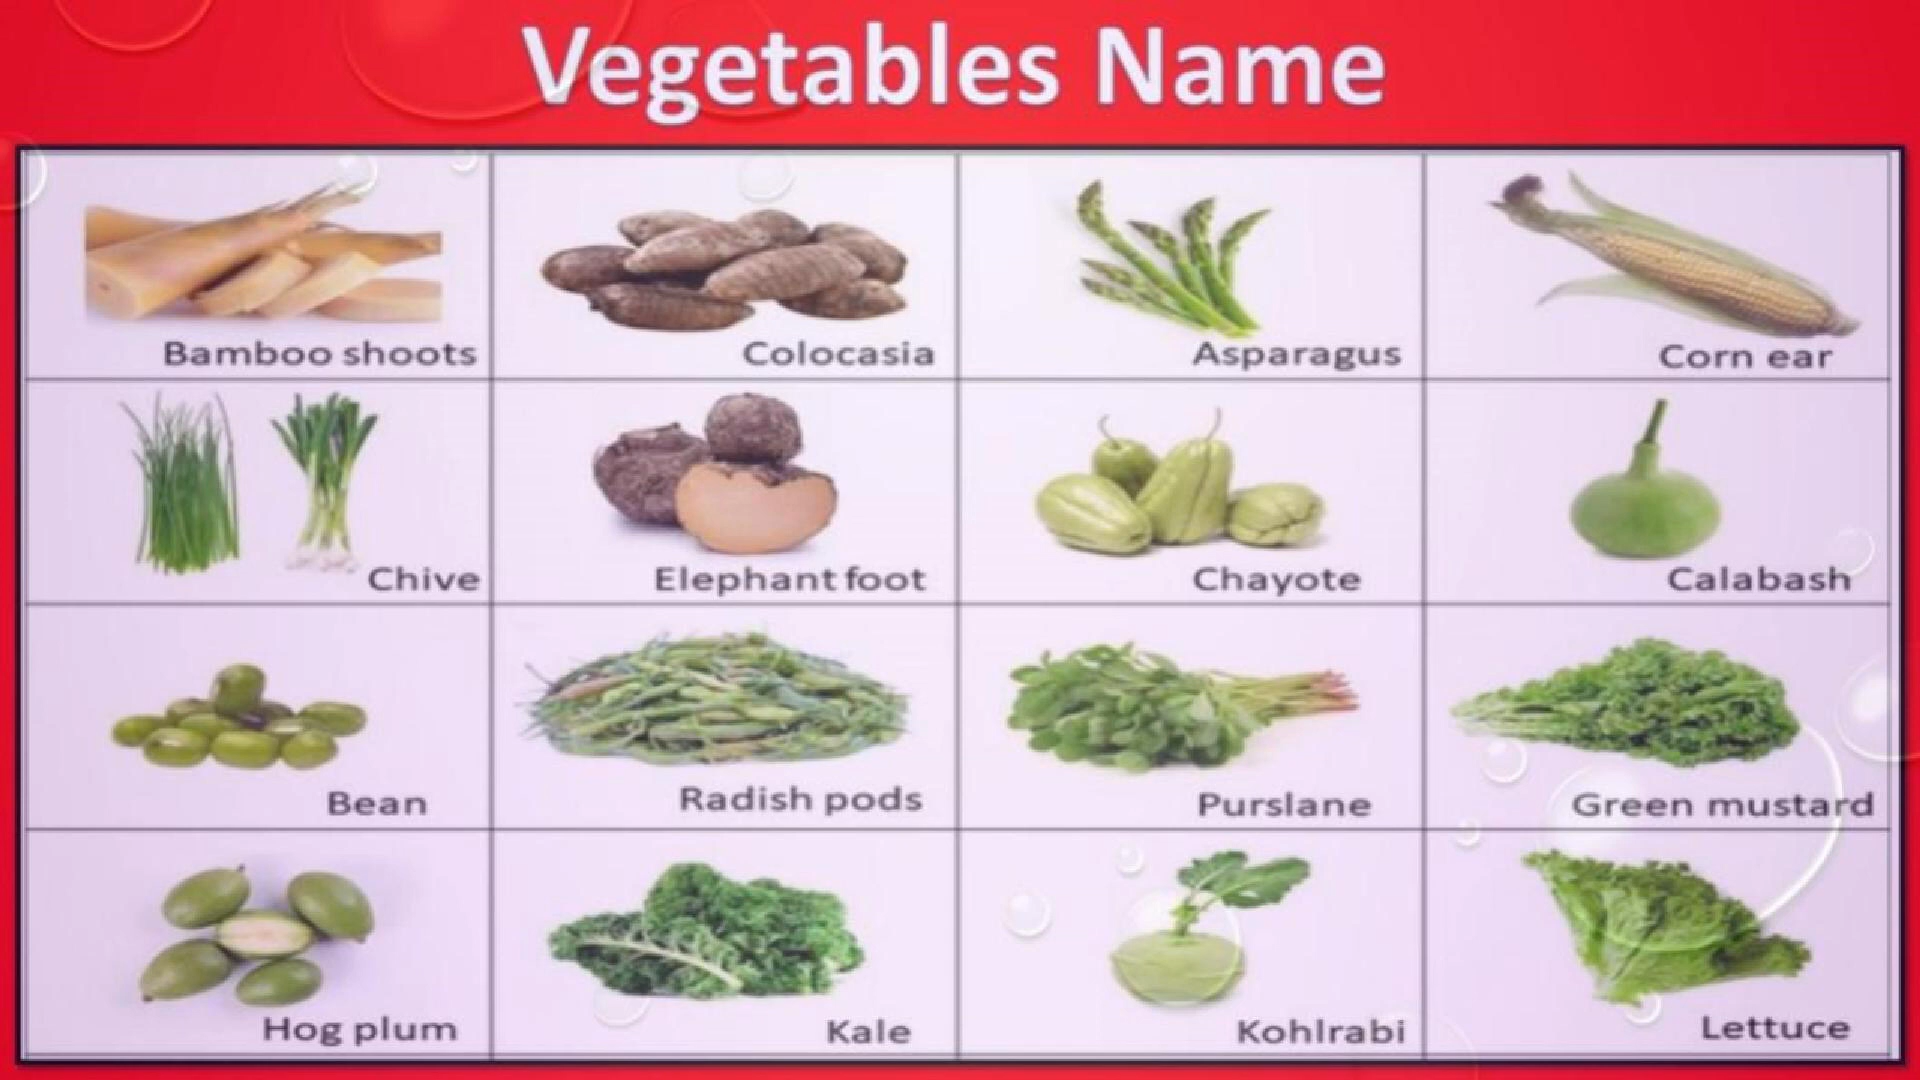 Vegetables Name
Bamboo shoots
Colocasia
Asparagus
Corn ear
Chive
Elephant foot
Chayote
Calabash
Bean
Radish pods
Purslane
Green mustard
Hog plum
Kale
Kohlrabi
Lettuce